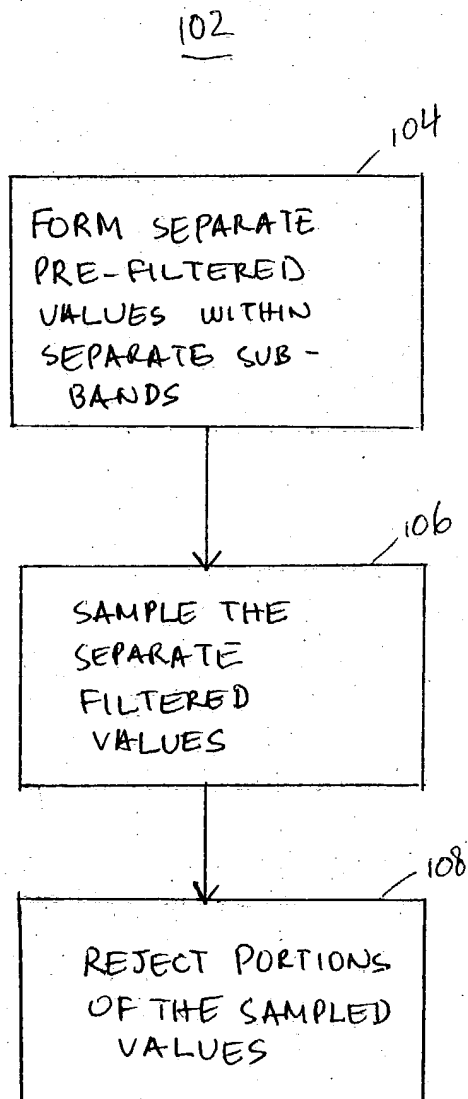 102
104
FORM SEPARATE
PRE-FILTERED
VALUES WITHIN
SEPARATE SUB-
BANDS
106
SAMPLE THE
SEPARATE
FILTERED
VALUES
108
REJECT PORTIONS
OF THE SAMPLED
VALUES